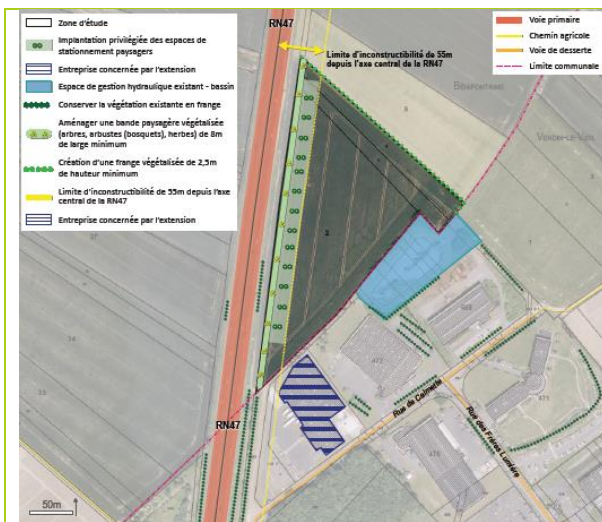 Zone d'étude
Implantation privilégiée des espaces de
stationnement paysagers
Entreprise concernée par l'extension
Espace de gestion hydraulique existant - bassin
Conserver la végétation existante en frange
Aménager une bande paysagère végétalisée
(arbres, arbustes (bosquets), herbes) de 8m
de large minimum
Création d'une frange végétalisée de 2,5m
de hauteur minimum
Limite d'inconstructibilité de 55m depuis l'axe
central de la RN47
Entreprise concernée par l'extension
RN47
Limite d'inconstructibilité de 55m
depuis l'axe central de la RN47
Voie primaire
Chemin agricole
Voie de desserte
Limite communale
BÉNIFONTAINE
VENDIN-LE-VIEIL
Rue de Calmette
Rue des Frères Lumière
RN47
50m